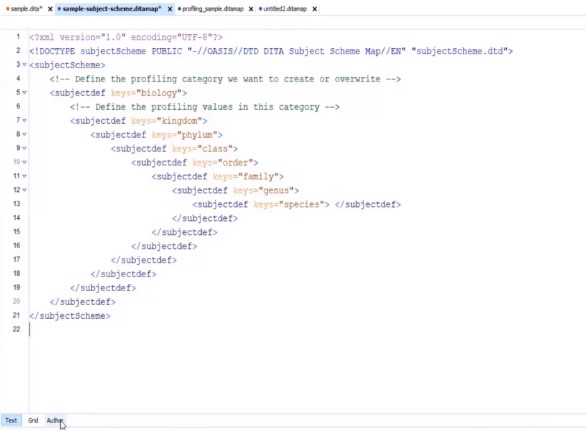 sample.dita* X sample-subject-scheme.ditamap* X profiling_sample.ditamap X untitled2.ditamap X
1 <?xml version="1.0" encoding="UTF-8"?>
2 <!DOCTYPE subjectScheme PUBLIC "-//OASIS//DTD DITA Subject Scheme Map//EN" "subjectScheme.dtd">
3 <subjectScheme>
4 <!-- Define the profiling category we want to create or overwrite -->
5 <subjectdef keys="biology">
6 <!-- Define the profiling values in this category -->
7 <subjectdef keys="kingdom">
8 <subjectdef keys="phylum">
9 <subjectdef keys="class">
10 <subjectdef keys="order">
11 <subjectdef keys="family">
12 <subjectdef keys="genus">
13 <subjectdef keys="species"> </subjectdef>
14 </subjectdef>
15 </subjectdef>
16 </subjectdef>
17 </subjectdef>
18 </subjectdef>
19 </subjectdef>
20 </subjectdef>
21 </subjectScheme>
22
Text Grid Author